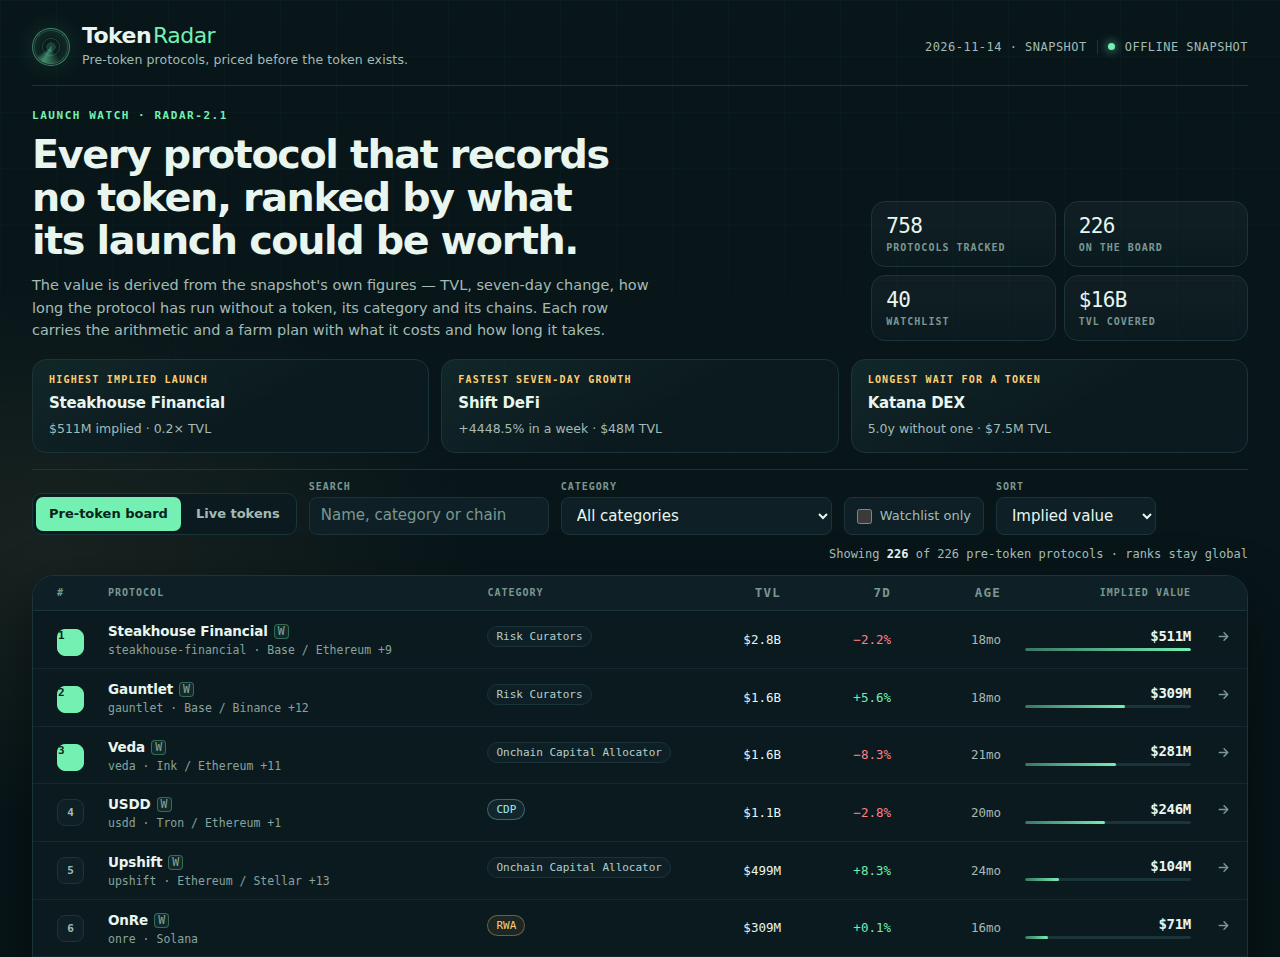 TokenRadar
Pre-token protocols, priced before the token exists.
2026-11-14 · SNAPSHOT
OFFLINE SNAPSHOT
LAUNCH WATCH · RADAR-2.1
Every protocol that records
no token, ranked by what
its launch could be worth.
The value is derived from the snapshot's own figures — TVL, seven-day change, how
long the protocol has run without a token, its category and its chains. Each row
carries the arithmetic and a farm plan with what it costs and how long it takes.
758
PROTOCOLS TRACKED
226
ON THE BOARD
40
WATCHLIST
$16B
TVL COVERED
HIGHEST IMPLIED LAUNCH
Steakhouse Financial
$511M implied · 0.2× TVL
FASTEST SEVEN-DAY GROWTH
Shift DeFi
+4448.5% in a week · $48M TVL
LONGEST WAIT FOR A TOKEN
Katana DEX
5.0y without one · $7.5M TVL
Pre-token board
Live tokens
SEARCH
Name, category or chain
CATEGORY
All categories
Watchlist only
SORT
Implied value
Showing 226 of 226 pre-token protocols · ranks stay global
# PROTOCOL CATEGORY TVL 7D AGE IMPLIED VALUE
1 Steakhouse Financial W Risk Curators $2.8B −2.2% 18mo $511M →
steakhouse-financial · Base / Ethereum +9
2 Gauntlet W Risk Curators $1.6B +5.6% 18mo $309M →
gauntlet · Base / Binance +12
3 Veda W Onchain Capital Allocator $1.6B −8.3% 21mo $281M →
veda · Ink / Ethereum +11
4 USDD W CDP $1.1B −2.8% 20mo $246M →
usdd · Tron / Ethereum +1
5 Upshift W Onchain Capital Allocator $499M +8.3% 24mo $104M →
upshift · Ethereum / Stellar +13
6 OnRe W RWA $309M +0.1% 16mo $71M →
onre · Solana